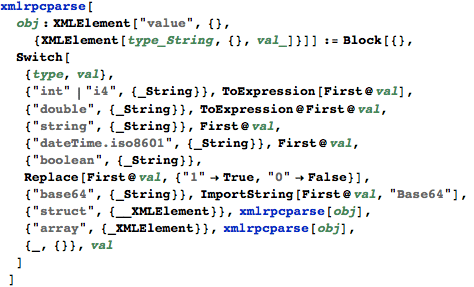 xmlrpcparse[
obj : XMLElement["value", {},
{XMLElement[type_String, {}, val_]}]] := Block[{},
Switch[
{type, val},
{"int" | "i4", {_String}}, ToExpression[First@val],
{"double", {_String}}, ToExpression@First@val,
{"string", {_String}}, First@val,
{"dateTime.iso8601", {_String}}, First@val,
{"boolean", {_String}},
Replace[First@val, {"1" → True, "0" → False}],
{"base64", {_String}}, ImportString[First@val, "Base64"],
{"struct", {__XMLElement}}, xmlrpcparse[obj],
{"array", {_XMLElement}}, xmlrpcparse[obj],
{_, {}}, val
]
]